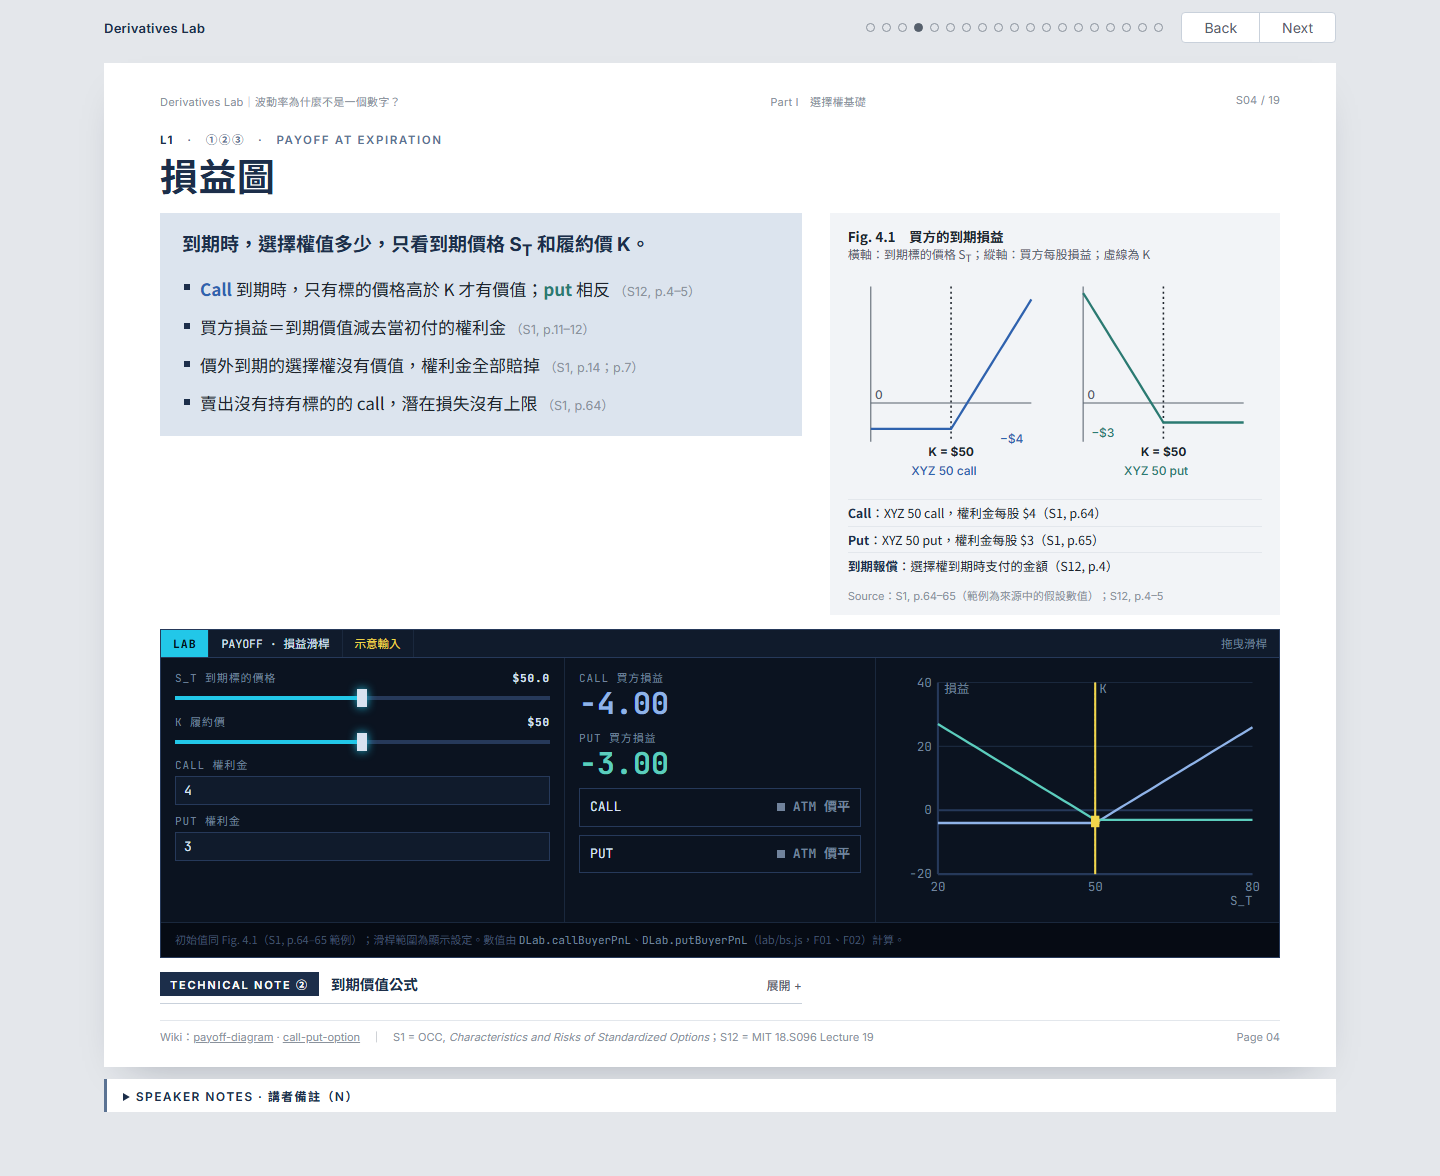 Derivatives Lab
Back
Next
Derivatives Lab | 波動率為什麼不是一個數字？
Part I 選擇權基礎
S04 / 19
L1 · ①②③ · PAYOFF AT EXPIRATION
損益圖
到期時，選擇權值多少，只看到期價格 S_T 和履約價 K。
Call 到期時，只有標的價格高於 K 才有價值；put 相反（S12, p.4–5）
買方損益＝到期價值減去當初付的權利金（S1, p.11–12）
價外到期的選擇權沒有價值，權利金全部賠掉（S1, p.14；p.7）
賣出沒有持有標的的 call，潛在損失沒有上限（S1, p.64）
Fig. 4.1 買方的到期損益
橫軸：到期標的價格 S_T；縱軸：買方每股損益；虛線為 K
0
−$4
K = $50
XYZ 50 call
0
−$3
K = $50
XYZ 50 put
Call：XYZ 50 call，權利金每股 $4（S1, p.64）
Put：XYZ 50 put，權利金每股 $3（S1, p.65）
到期報償：選擇權到期時支付的金額（S12, p.4）
Source：S1, p.64–65（範例為來源中的假設數值）；S12, p.4–5
LAB
PAYOFF · 損益滑桿
示意輸入
拖曳滑桿
S_T 到期標的價格
$50.0
K 履約價
$50
CALL 權利金
4
PUT 權利金
3
CALL 買方損益
-4.00
PUT 買方損益
-3.00
CALL
■ ATM 價平
PUT
■ ATM 價平
損益
K
40
20
0
-20
20
50
80
S_T
初始值同 Fig. 4.1（S1, p.64–65 範例）；滑桿範圍為顯示設定。數值由 DLab.callBuyerPnL、DLab.putBuyerPnL（lab/bs.js，F01、F02）計算。
TECHNICAL NOTE ②
到期價值公式
展開 +
Wiki：payoff-diagram · call-put-option | S1 = OCC, Characteristics and Risks of Standardized Options；S12 = MIT 18.S096 Lecture 19
Page 04
▶ SPEAKER NOTES · 講者備註（N）